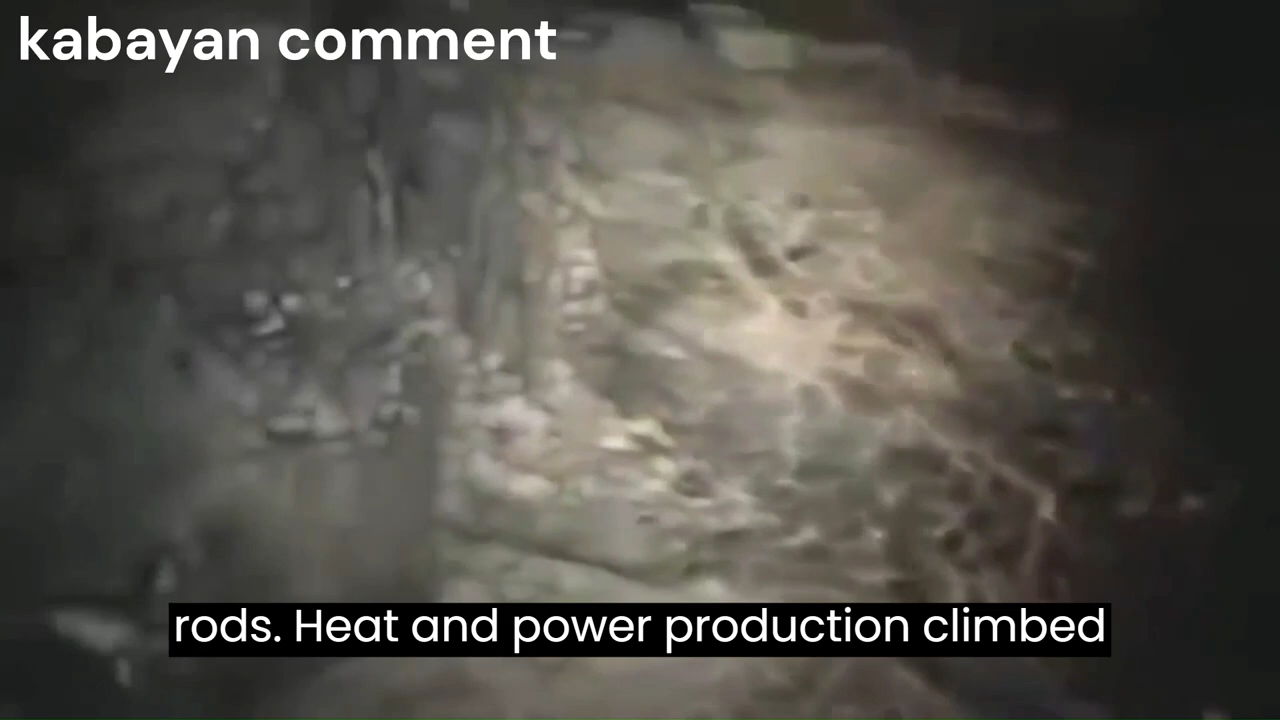 kabayan comment
rods. Heat and power production climbed